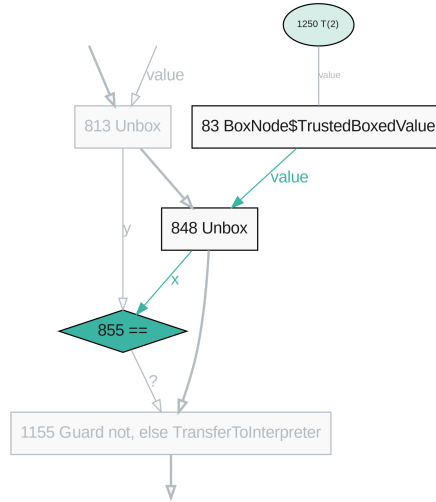 1250 T(2)
value
value
813 Unbox
83 BoxNode$TrustedBoxedValue
value
848 Unbox
y
x
855 ==
?
1155 Guard not, else TransferToInterpreter